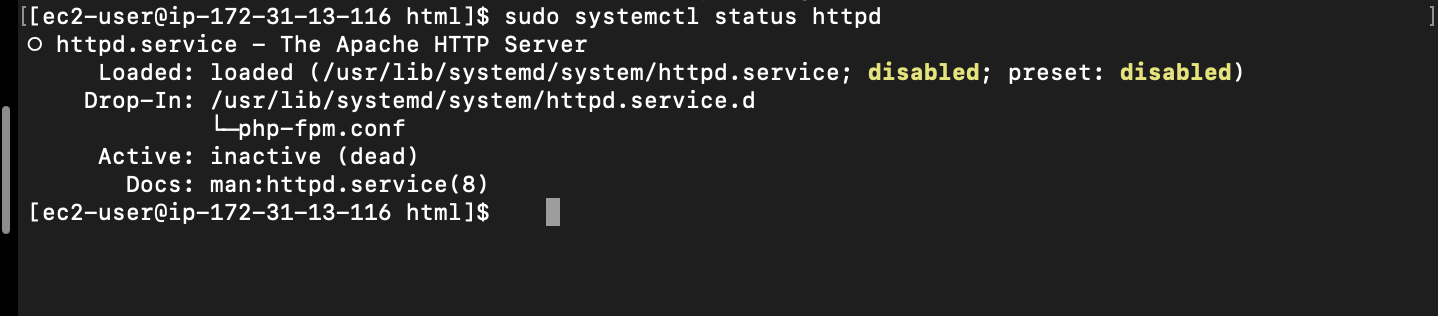 [[ec2-user@ip-172-31-13-116 html]$ sudo systemctl status httpd ]
○ httpd.service – The Apache HTTP Server
     Loaded: loaded (/usr/lib/systemd/system/httpd.service; disabled; preset: disabled)
    Drop-In: /usr/lib/systemd/system/httpd.service.d
             └─php-fpm.conf
     Active: inactive (dead)
       Docs: man:httpd.service(8)
[ec2-user@ip-172-31-13-116 html]$